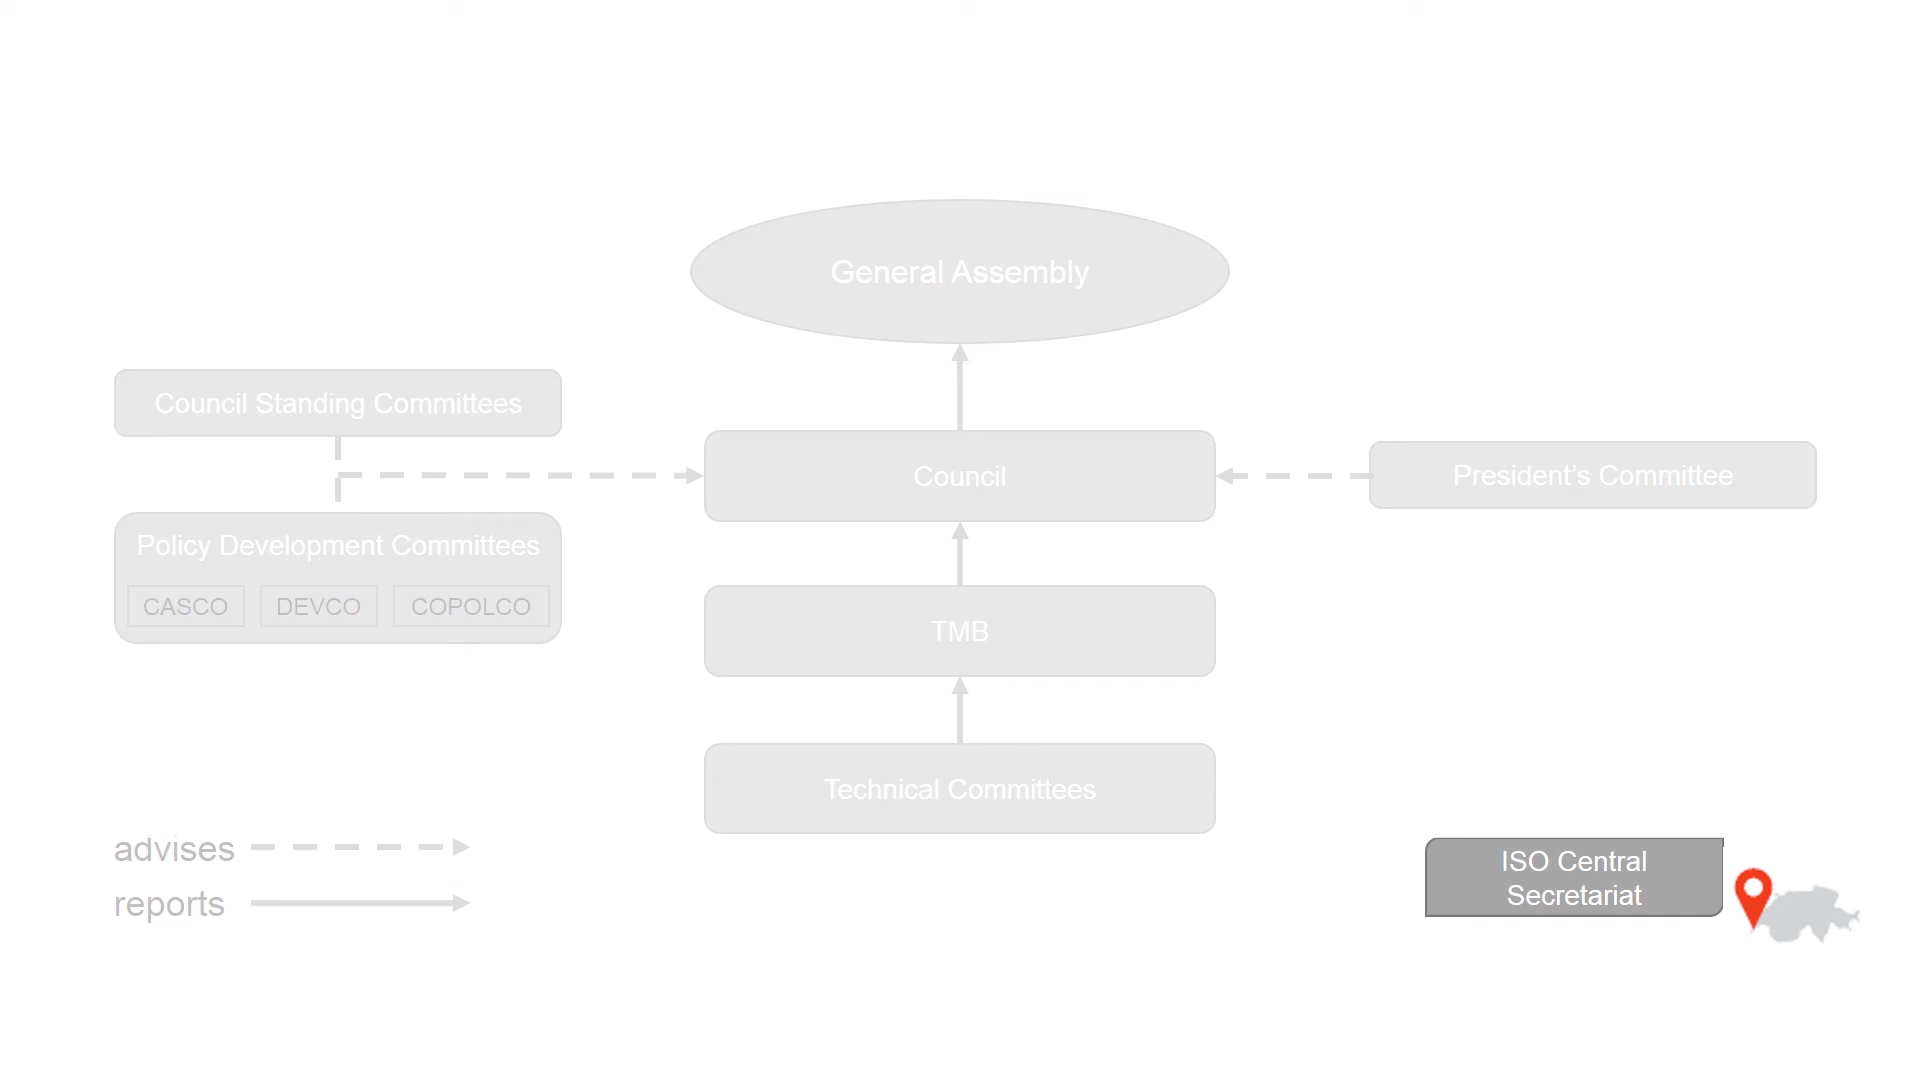 General Assembly
Council Standing Committees
Council
President’s Committee
Policy Development Committees
CASCO
DEVCO
COPOLCO
TMB
Technical Committees
advises
reports
ISO Central
Secretariat